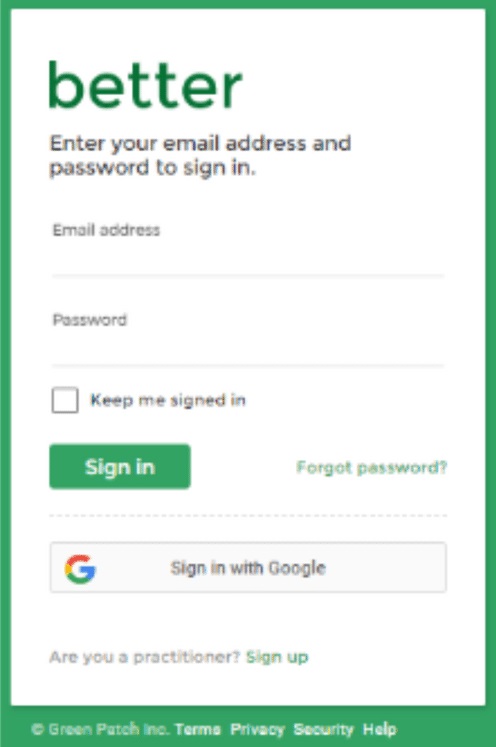 better
Enter your email address and
password to sign in.
Email address
Password
Keep me signed in
Sign in
Forgot password?
Sign in with Google
Are you a practitioner? Sign up
© Green Patch Inc. Terms Privacy Security Help